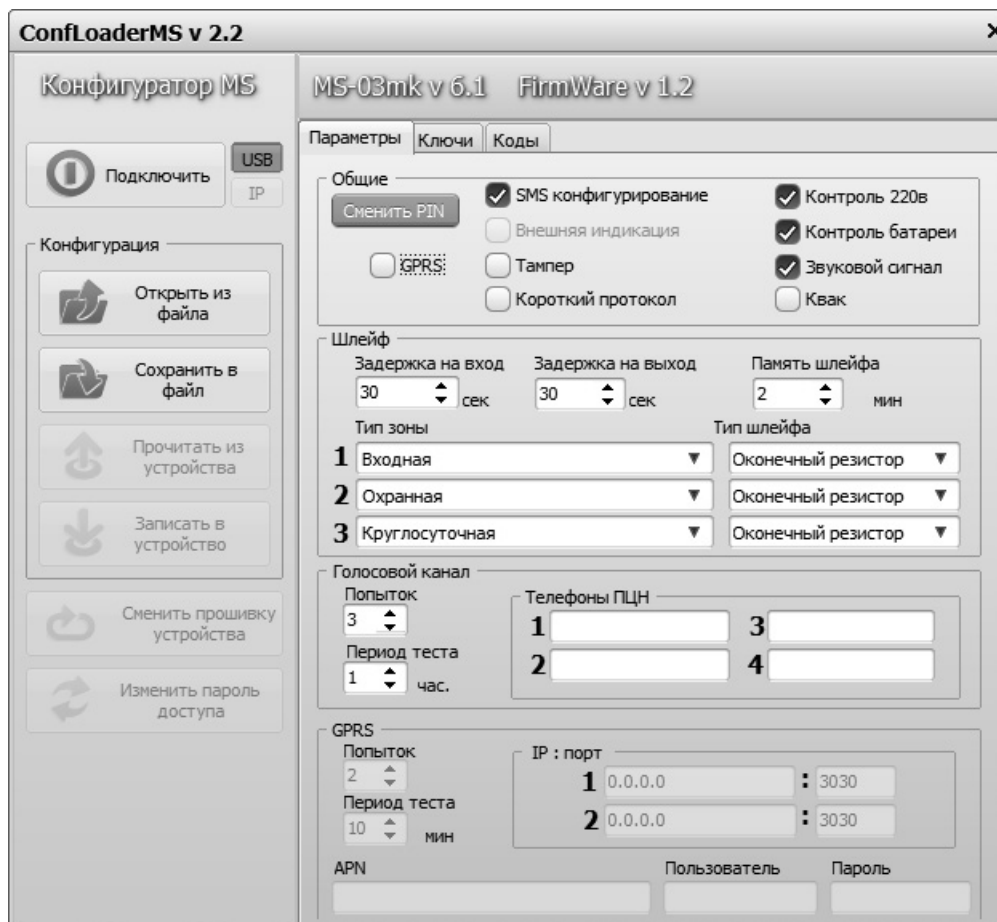 ConfLoaderMS v 2.2
Конфигуратор MS
Подключить
USB
IP
Конфигурация
Открыть из
файла
Сохранить в
файл
Прочитать из
устройства
Записать в
устройство
Сменить прошивку
устройства
Изменить пароль
доступа
MS-03mk v 6.1 FirmWare v 1.2
Параметры Ключи Коды
Общие
Сменить PIN
GPRS
SMS конфигурирование
Внешняя индикация
Тампер
Короткий протокол
Контроль 220в
Контроль батареи
Звуковой сигнал
Квак
Шлейф
Задержка на вход Задержка на выход Память шлейфа
30 сек 30 сек 2 мин
Тип зоны Тип шлейфа
1 Входная Оконечный резистор
2 Охранная Оконечный резистор
3 Круглосуточная Оконечный резистор
Голосовой канал
Попыток
3
Период теста
1 час.
Телефоны ПЦН
1 3
2 4
GPRS
Попыток
2
Период теста
10 мин
IP : порт
1 0.0.0.0 : 3030
2 0.0.0.0 : 3030
APN Пользователь Пароль